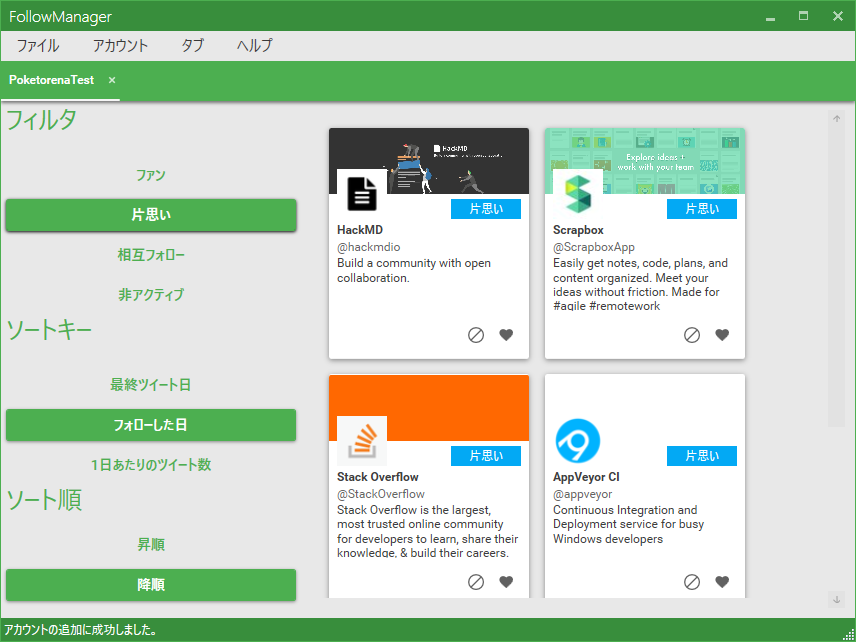 FollowManager
ファイル アカウント タブ ヘルプ
PoketorenaTest ×
フィルタ
ファン
片思い
相互フォロー
非アクティブ
ソートキー
最終ツイート日
フォローした日
1日あたりのツイート数
ソート順
昇順
降順
HackMD
片思い
HackMD
@hackmdio
Build a community with open
collaboration.
Explore ideas +
work with your team
片思い
Scrapbox
@ScrapboxApp
Easily get notes, code, plans, and
content organized. Meet your
ideas without friction. Made for
#agile #remotework
片思い
Stack Overflow
@StackOverflow
Stack Overflow is the largest,
most trusted online community
for developers to learn, share their
knowledge, & build their careers.
片思い
AppVeyor CI
@appveyor
Continuous Integration and
Deployment service for busy
Windows developers
アカウントの追加に成功しました。